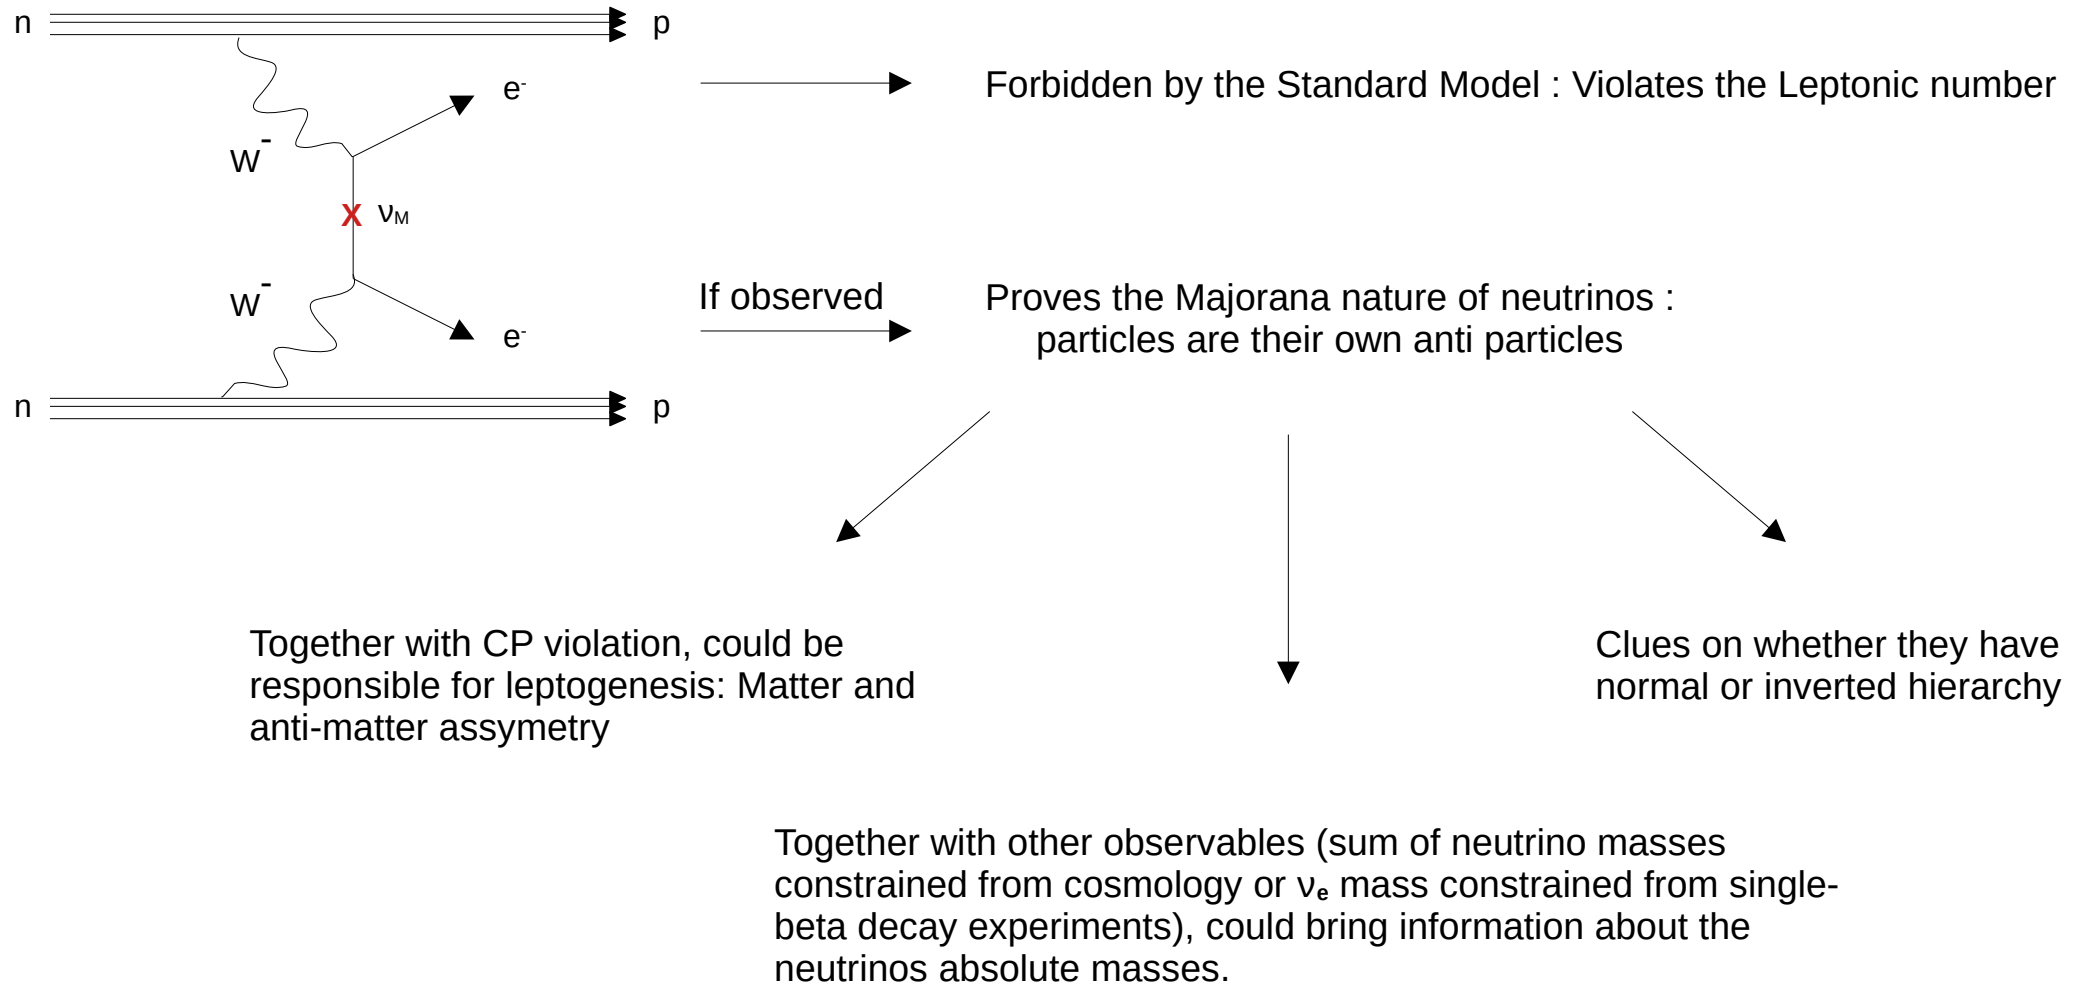 n
p
e-
Forbidden by the Standard Model : Violates the Leptonic number
W-
X νM
W-
If observed
Proves the Majorana nature of neutrinos :
particles are their own anti particles
e-
n
p
Together with CP violation, could be
responsible for leptogenesis: Matter and
anti-matter assymetry
Clues on whether they have
normal or inverted hierarchy
Together with other observables (sum of neutrino masses
constrained from cosmology or νe mass constrained from single-
beta decay experiments), could bring information about the
neutrinos absolute masses.